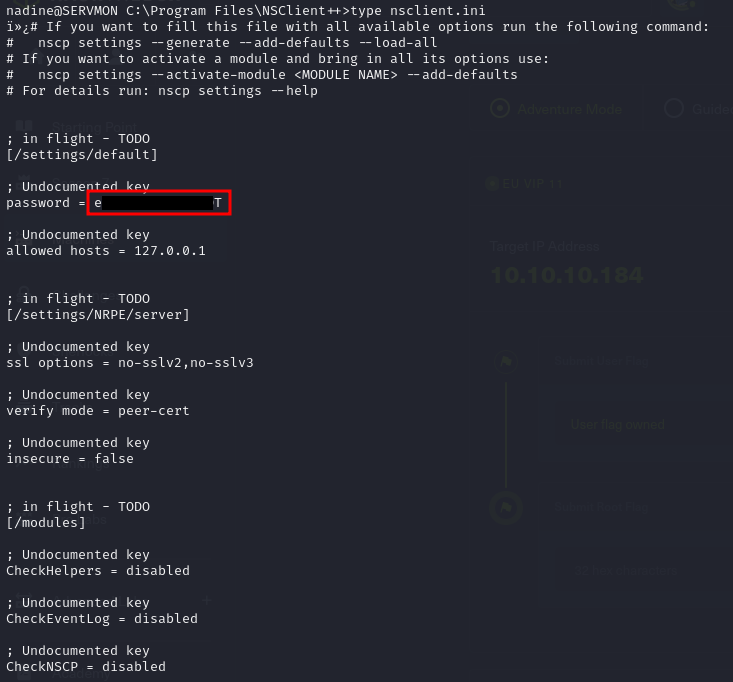 nadine@SERVMON C:\Program Files\NSClient++>type nsclient.ini
ï»¿# If you want to fill this file with all available options run the following command:
#   nscp settings --generate --add-defaults --load-all
# If you want to activate a module and bring in all its options use:
#   nscp settings --activate-module <MODULE NAME> --add-defaults
# For details run: nscp settings --help
Adventure Mode
Guide
; in flight - TODO
[/settings/default]
EU VIP 11
; Undocumented key
password = e T
; Undocumented key
allowed hosts = 127.0.0.1
Target IP Address
10.10.10.184
; in flight - TODO
[/settings/NRPE/server]
; Undocumented key
ssl options = no-sslv2,no-sslv3
; Undocumented key
verify mode = peer-cert
User flag owned
; Undocumented key
insecure = false
; in flight - TODO
[/modules]
; Undocumented key
CheckHelpers = disabled
; Undocumented key
CheckEventLog = disabled
; Undocumented key
CheckNSCP = disabled